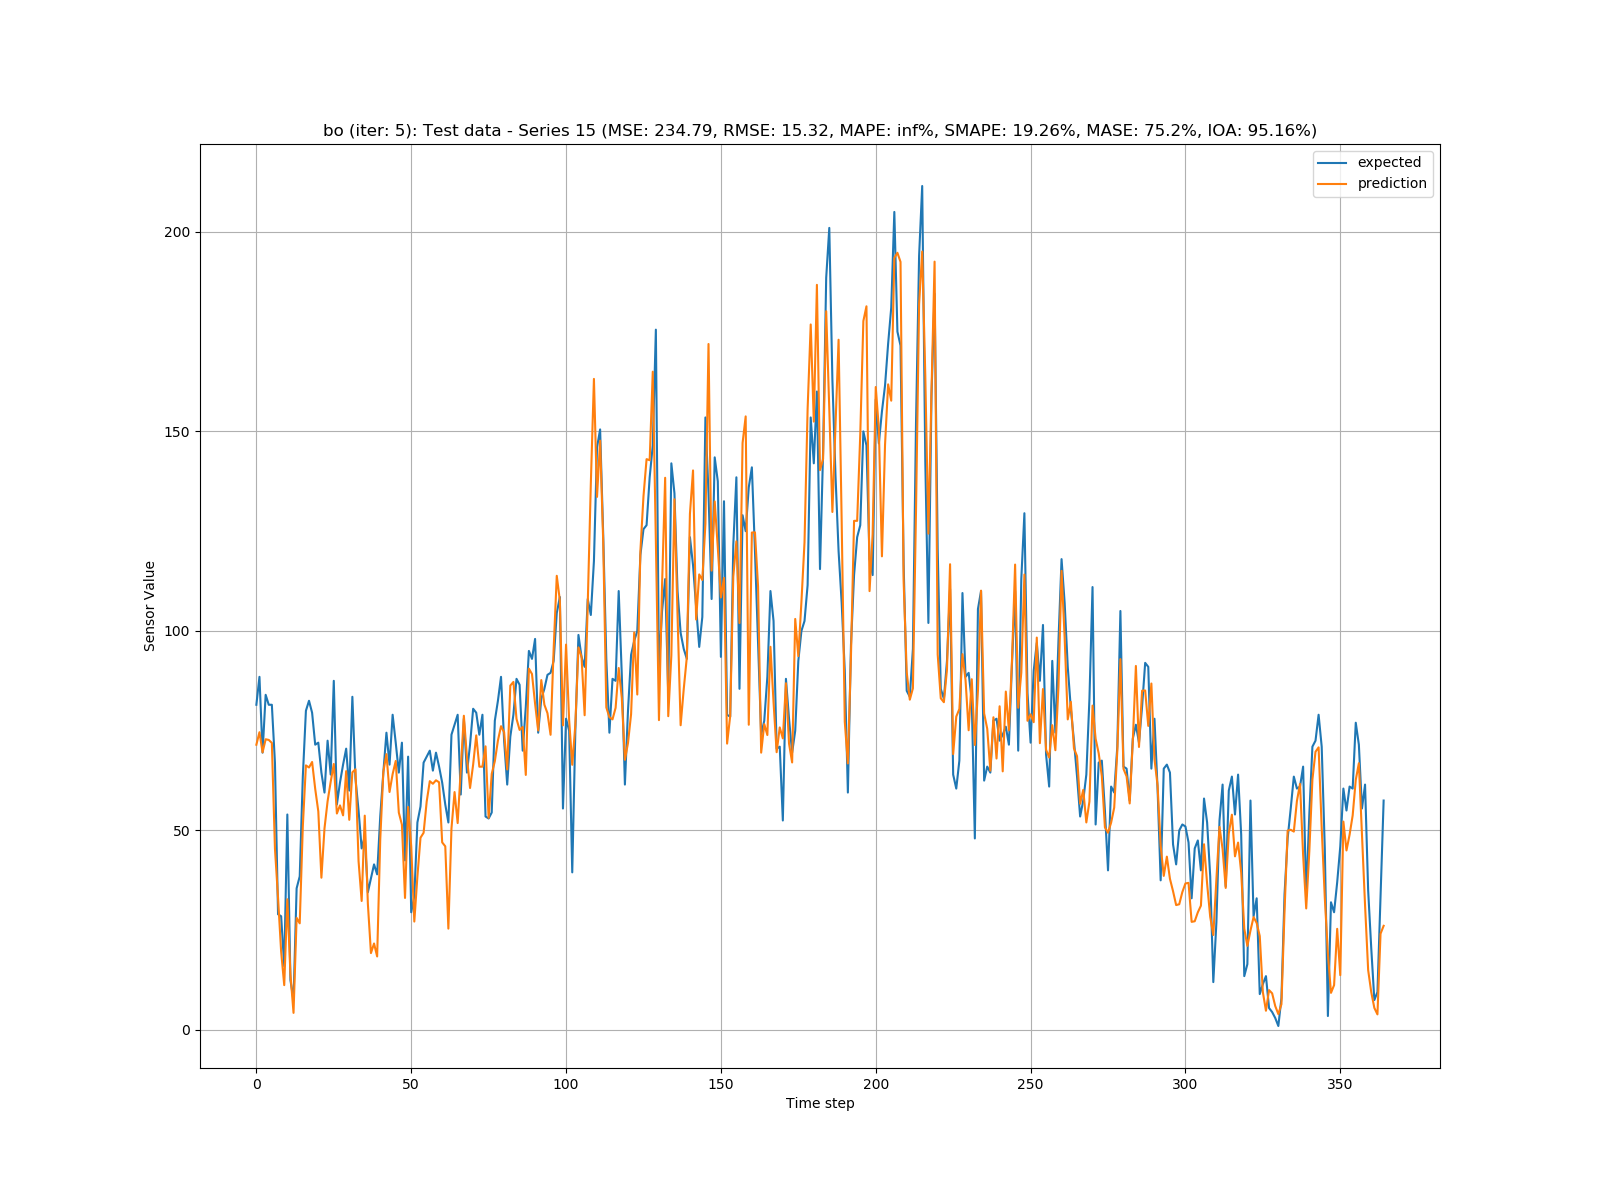 bo (iter: 5): Test data - Series 15 (MSE: 234.79, RMSE: 15.32, MAPE: inf%, SMAPE: 19.26%, MASE: 75.2%, IOA: 95.16%)
expected
prediction
200
150
100
50
0
Sensor Value
0 50 100 150 200 250 300 350
Time step